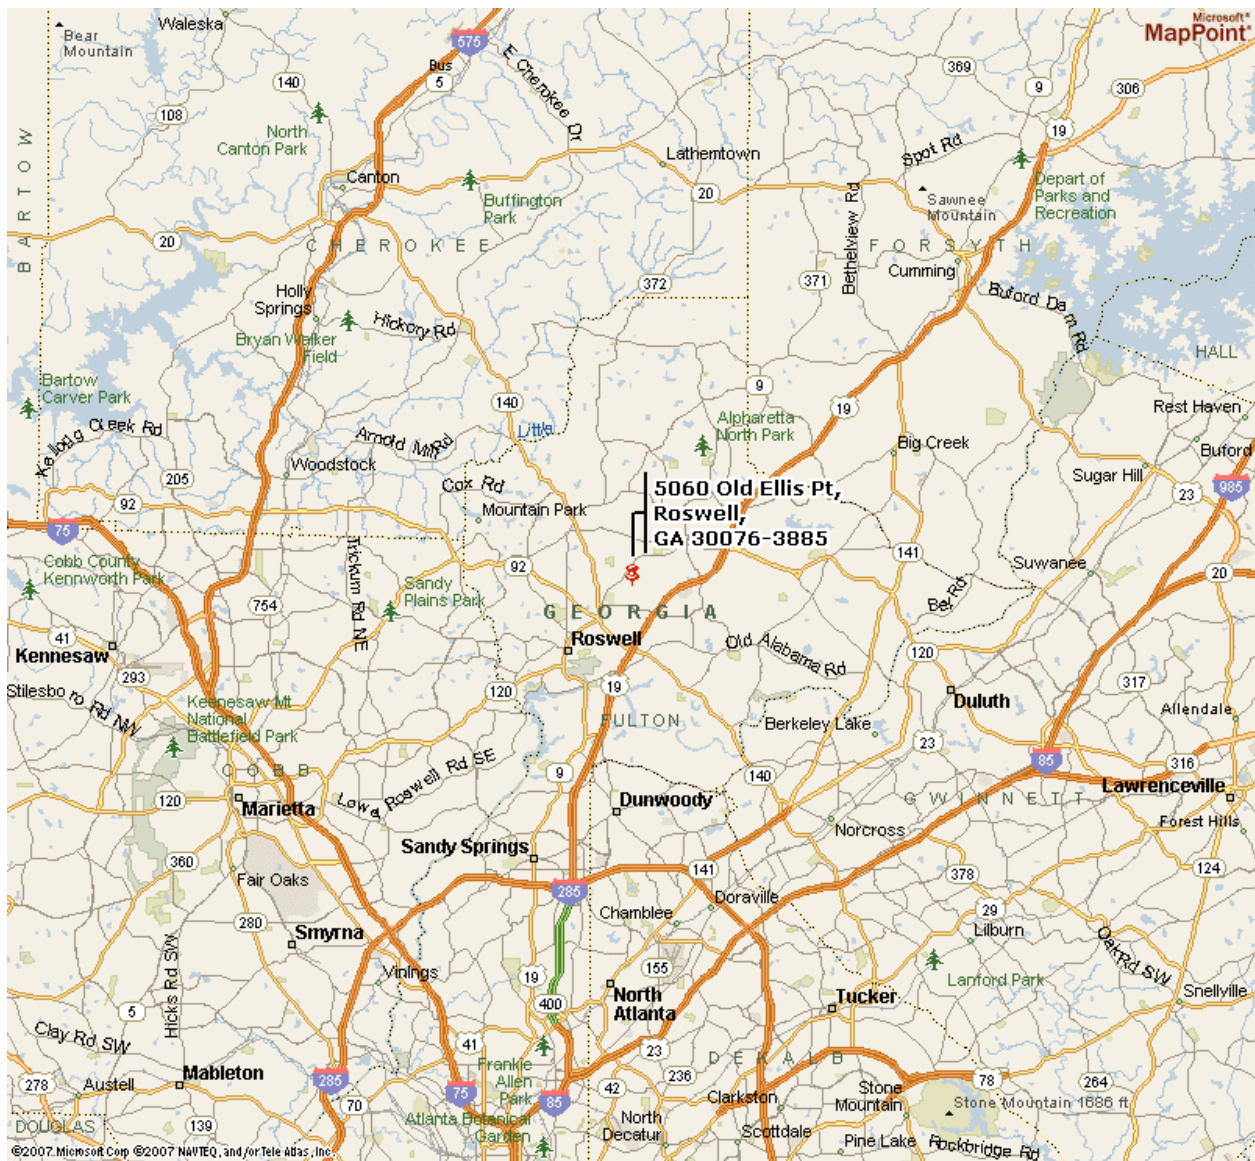 Waleska
Bear
Mountain
575
Bus
5
E Cherokee Dr
369
9
306
Microsoft®
MapPoint®
140
108
North
Canton Park
19
Spot Rd
Lathemtown
Canton
Buffington
Park
20
Depart of
Parks and
Recreation
Sawnee
Mountain
Bethelview Rd
BARTOW
20
CHEROKEE
FORSYTH
Cumming
372
371
Holly
Springs
Buford Dam Rd
Hickory Rd
Bryan Walker
Field
HALL
Bartow
Carver Park
9
140
19
Rest Haven
Alpharetta
North Park
Little
Kellogg Creek Rd
Arnold Mill Rd
Big Creek
Buford
Woodstock
205
Sugar Hill
985
23
Cox Rd
92
5060 Old Ellis Pt,
Roswell,
GA 30076-3885
Mountain Park
75
141
Cobb County
Kennworth Park
Trickum Rd NE
92
Suwanee
20
Sandy
Plains Park
754
GEORGIA
41
Roswell
Old Alabama Rd
120
Kennesaw
293
317
Stilesboro Rd NW
120
19
Duluth
Keenesaw Mt
National
Battlefield Park
FULTON
Berkeley Lake
Allendale
23
85
316
COBB
Lower Roswell Rd SE
9
140
120
Marietta
Dunwoody
GWINNETT
Lawrenceville
Norcross
Forest Hills
Sandy Springs
360
141
378
124
Fair Oaks
285
Doraville
280
Chamblee
29
Smyrna
Lilburn
Oak Rd SW
Hicks Rd SW
Vinings
19
155
Lanford Park
Snellville
5
400
North
Atlanta
Tucker
Clay Rd SW
41
23
DEKALB
Frankie
Allen
Park
278
Austell
Mableton
285
75
85
42
236
78
264
Clarkston
Stone
Mountain
Stone Mountain 1686 ft
70
139
DOUGLAS
Atlanta Botanical
Garden
North
Decatur
Scottdale
Pine Lake
Rockbridge Rd
©2007 Microsoft Corp ©2007 NAVTEQ, and/or Tele Atlas, Inc.